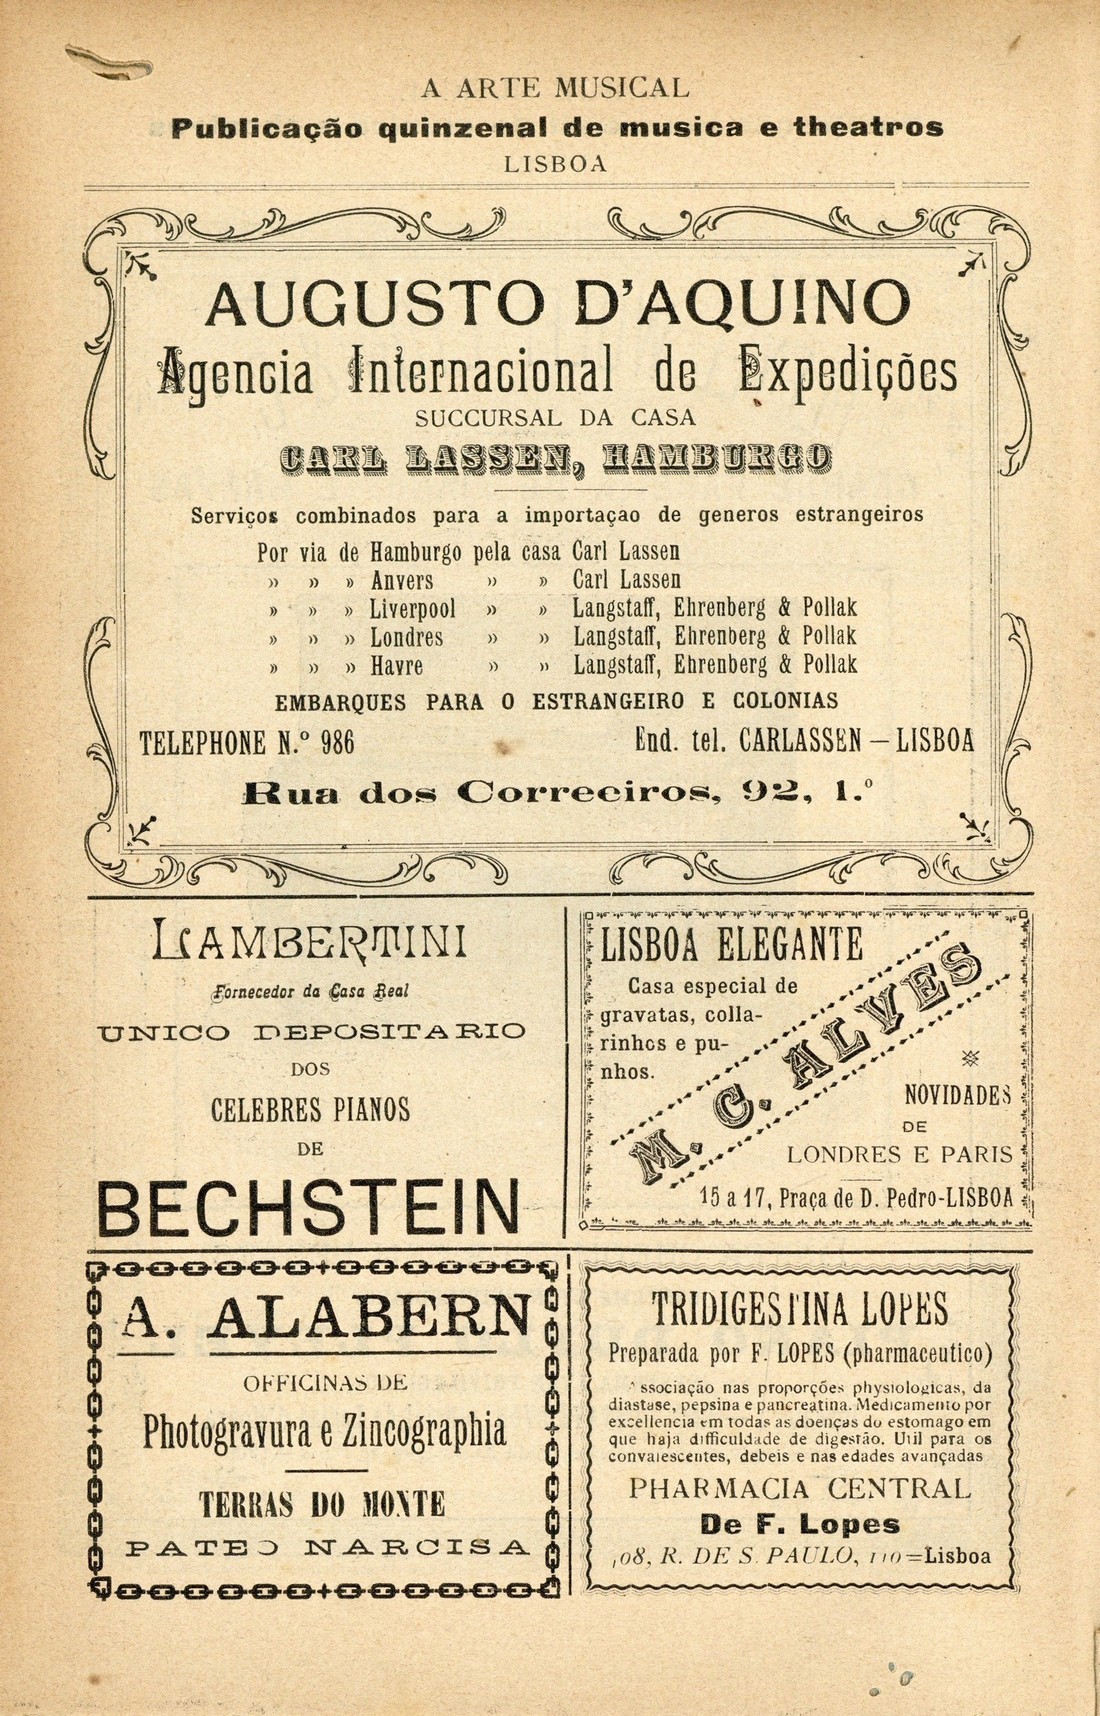 A ARTE MUSICAL
Publicação quinzenal de musica e theatros
LISBOA
AUGUSTO D'AQUINO
Agencia Internacional de Expedições
SUCCURSAL DA CASA
CARL LASSEN, HAMBURGO
Serviços combinados para a importaçao de generos estrangeiros
Por via de Hamburgo pela casa Carl Lassen
» » » Anvers » » Carl Lassen
» » » Liverpool » » Langstaff, Ehrenberg & Pollak
» » » Londres » » Langstaff, Ehrenberg & Pollak
» » » Havre » » Langstaff, Ehrenberg & Pollak
EMBARQUES PARA O ESTRANGEIRO E COLONIAS
TELEPHONE N.º 986 End. tel. CARLASSEN — LISBOA
Rua dos Correeiros, 92, 1.º
LAMBERTINI
Fornecedor da Casa Real
UNICO DEPOSITARIO
DOS
CELEBRES PIANOS
DE
BECHSTEIN
LISBOA ELEGANTE
Casa especial de
gravatas, colla-
rinhos e pu-
nhos.
M. C. ALVES
NOVIDADES
DE
LONDRES E PARIS
15 a 17, Praça de D. Pedro-LISBOA
A. ALABERN
OFFICINAS DE
Photogravura e Zincographia
TERRAS DO MONTE
PATEO NARCISA
TRIDIGESTINA LOPES
Preparada por F. LOPES (pharmaceutico)
Associação nas proporções physiologicas, da
diastase, pepsina e pancreatina. Medicamento por
excellencia em todas as doenças do estomago em
que haja difficuldade de digestão. Util para os
convalescentes, debeis e nas edades avançadas
PHARMACIA CENTRAL
De F. Lopes
108, R. DE S. PAULO, 110=Lisboa